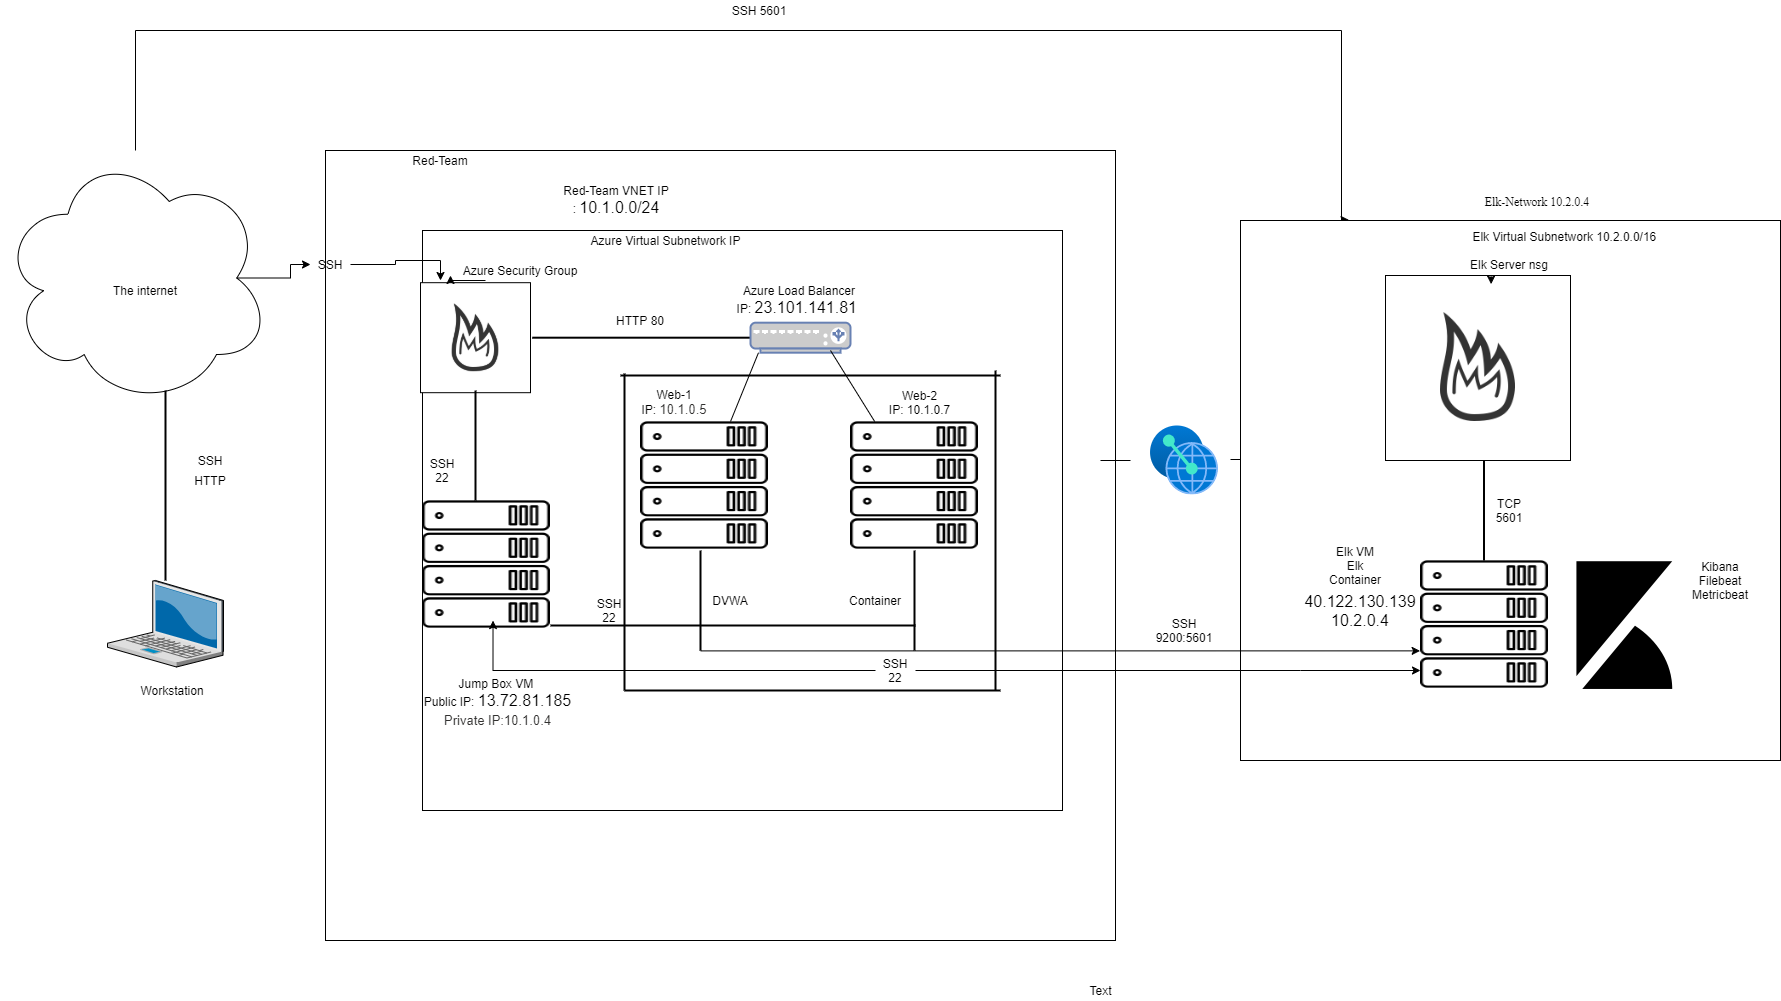 SSH 5601
Red-Team
Red-Team VNET IP
: 10.1.0.0/24
Azure Virtual Subnetwork IP
The internet
SSH
Azure Security Group
HTTP 80
Azure Load Balancer
IP: 23.101.141.81
Web-1
IP: 10.1.0.5
Web-2
IP: 10.1.0.7
SSH
HTTP
SSH
22
SSH
22
DVWA
Container
SSH
22
Workstation
Jump Box VM
Public IP: 13.72.81.185
Private IP:10.1.0.4
SSH
9200:5601
Elk-Network 10.2.0.4
Elk Virtual Subnetwork 10.2.0.0/16
Elk Server nsg
TCP
5601
Elk VM
Elk
Container
40.122.130.139
10.2.0.4
Kibana
Filebeat
Metricbeat
Text